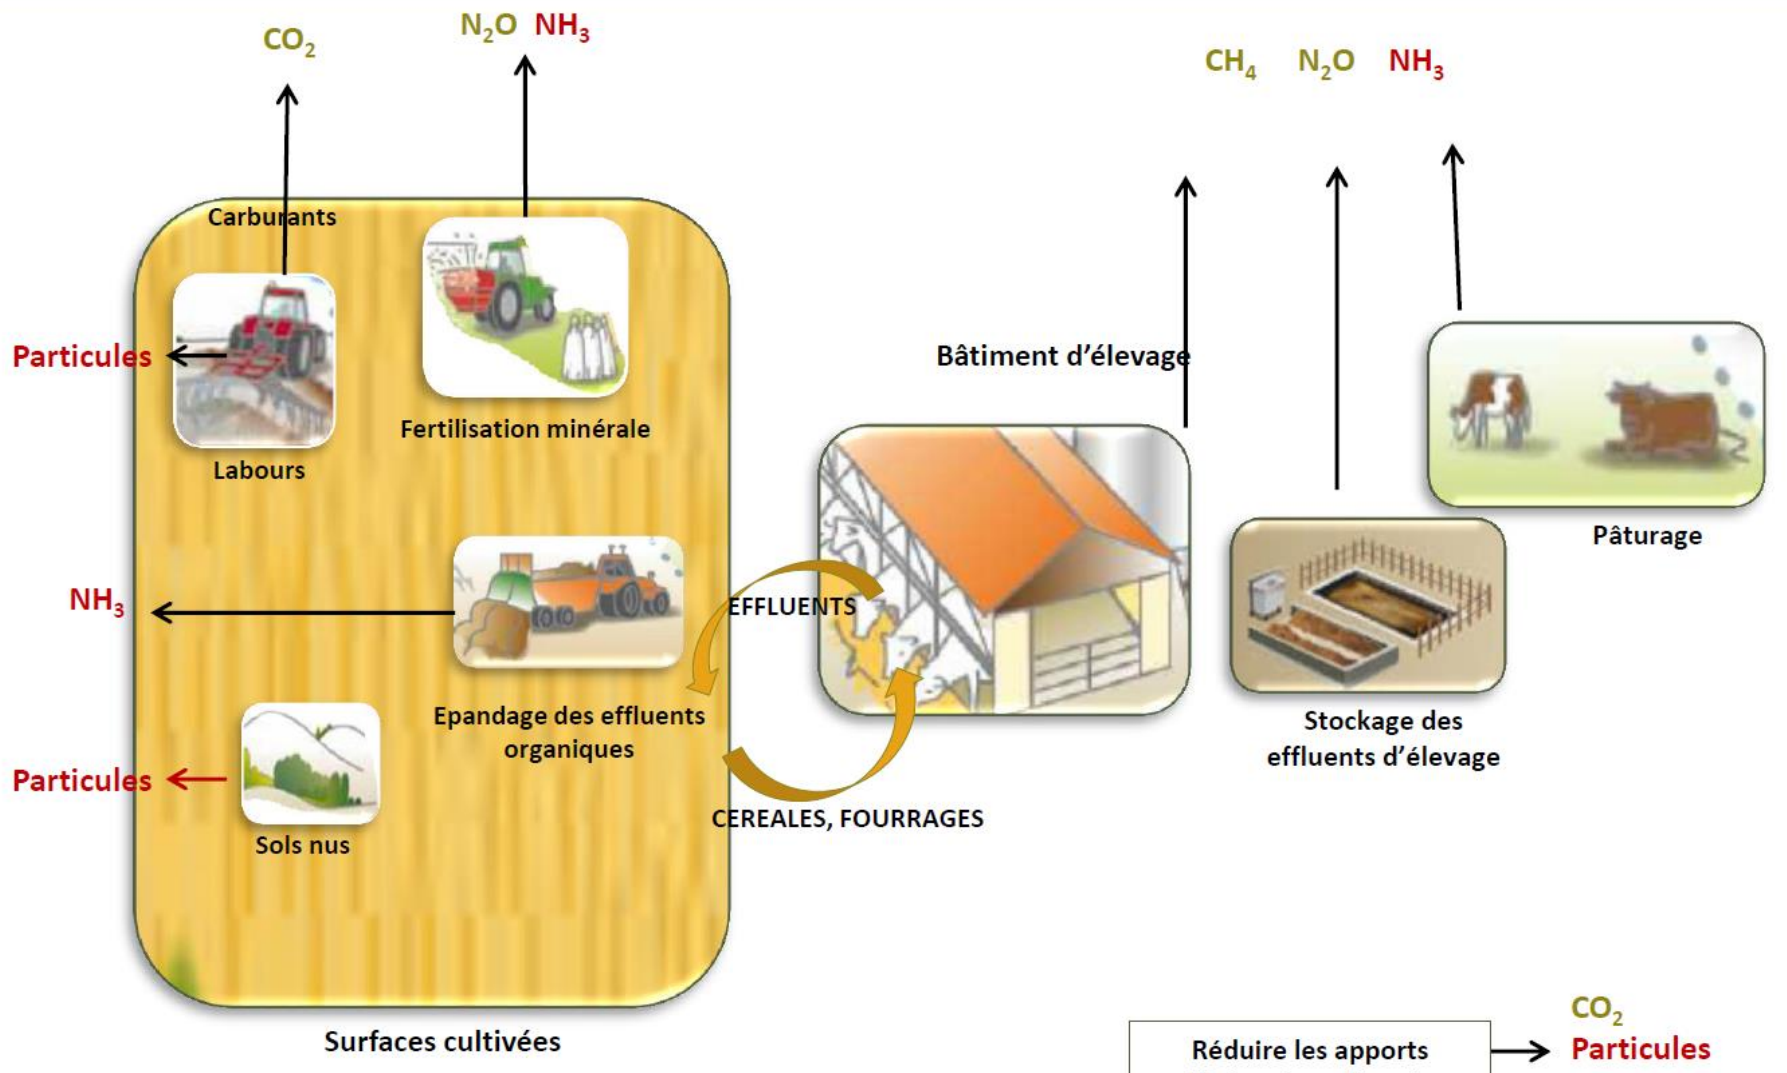 CO₂
N₂O NH₃
CH₄ N₂O NH₃
Carburants
Particules
Labours
Fertilisation minérale
Bâtiment d’élevage
Pâturage
NH₃
EFFLUENTS
Epandage des effluents
organiques
Stockage des
effluents d’élevage
Particules
Sols nus
CEREALES, FOURRAGES
Surfaces cultivées
Réduire les apports
CO₂
Particules